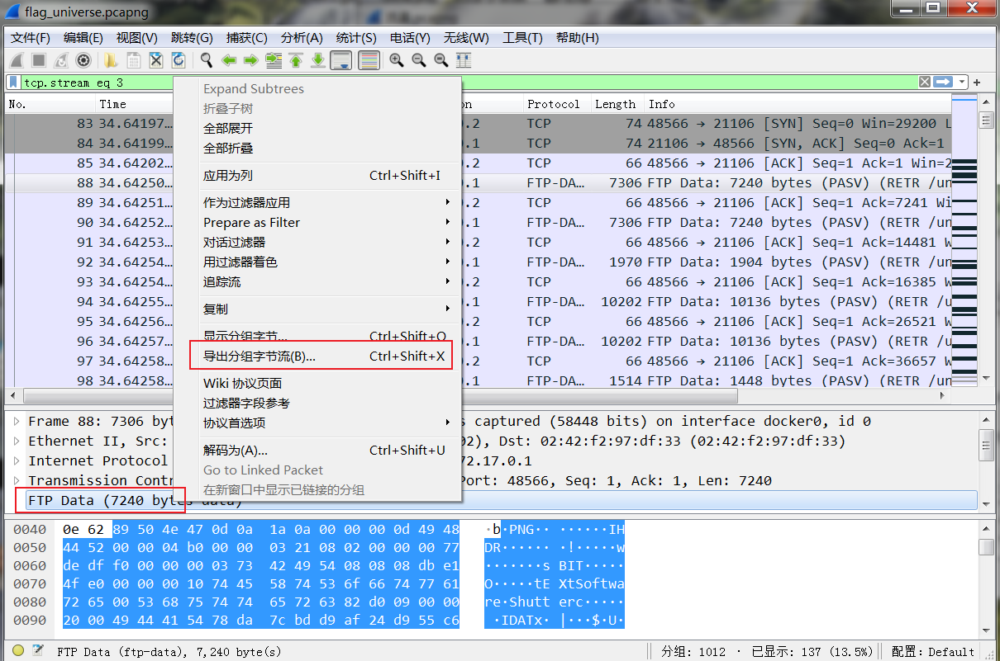 flag_universe.pcapng
文件(F) 编辑(E) 视图(V) 跳转(G) 捕获(C) 分析(A) 统计(S) 电话(Y) 无线(W) 工具(T) 帮助(H)
tcp.stream eq 3
No. Time on Protocol Length Info
83 34.64197… 0.2 TCP 74 48566 → 21106 [SYN] Seq=0 Win=29200 L
84 34.64199… 0.1 TCP 74 21106 → 48566 [SYN, ACK] Seq=0 Ack=1
85 34.64202… 0.2 TCP 66 48566 → 21106 [ACK] Seq=1 Ack=1 Win=2
88 34.64250… 0.1 FTP-DA… 7306 FTP Data: 7240 bytes (PASV) (RETR /un
89 34.64251… 0.2 TCP 66 48566 → 21106 [ACK] Seq=1 Ack=7241 Wi
90 34.64252… 0.1 FTP-DA… 7306 FTP Data: 7240 bytes (PASV) (RETR /un
91 34.64253… 0.2 TCP 66 48566 → 21106 [ACK] Seq=1 Ack=14481 W
92 34.64254… 0.1 FTP-DA… 1970 FTP Data: 1904 bytes (PASV) (RETR /un
93 34.64254… 0.2 TCP 66 48566 → 21106 [ACK] Seq=1 Ack=16385 W
94 34.64255… 0.1 FTP-DA… 10202 FTP Data: 10136 bytes (PASV) (RETR /u
95 34.64256… 0.2 TCP 66 48566 → 21106 [ACK] Seq=1 Ack=26521 W
96 34.64257… 0.1 FTP-DA… 10202 FTP Data: 10136 bytes (PASV) (RETR /u
97 34.64258… 0.2 TCP 66 48566 → 21106 [ACK] Seq=1 Ack=36657 W
98 34.64258… 0.1 TCP 1514 FTP Data: 1448 bytes (PASV) (RETR /un
Expand Subtrees
折叠子树
全部展开
全部折叠
应用为列 Ctrl+Shift+I
作为过滤器应用
Prepare as Filter
对话过滤器
用过滤器着色
追踪流
复制
显示分组字节... Ctrl+Shift+O
导出分组字节流(B)... Ctrl+Shift+X
Wiki 协议页面
过滤器字段参考
协议首选项
解码为(A)... Ctrl+Shift+U
Go to Linked Packet
在新窗口中显示已链接的分组
Frame 88: 7306 byt s captured (58448 bits) on interface docker0, id 0
Ethernet II, Src: 02), Dst: 02:42:f2:97:df:33 (02:42:f2:97:df:33)
Internet Protocol 72.17.0.1
Transmission Contr Port: 48566, Seq: 1, Ack: 1, Len: 7240
FTP Data (7240 bytes data)
0040 0e 62 89 50 4e 47 0d 0a 1a 0a 00 00 00 0d 49 48 ·b·PNG·· ······IH
0050 44 52 00 00 04 b0 00 00 03 21 08 02 00 00 00 77 DR······ ·!·····w
0060 de df f0 00 00 00 03 73 42 49 54 08 08 08 db e1 ·······s BIT·····
0070 4f e0 00 00 00 10 74 45 58 74 53 6f 66 74 77 61 O·····tE XtSoftwa
0080 72 65 00 53 68 75 74 74 65 72 63 82 d0 09 00 00 re·Shutt erc·····
0090 20 00 49 44 41 54 78 da 7c bd d9 af 24 d9 55 c6 ·IDATx· |···$·U·
FTP Data (ftp-data), 7,240 byte(s) 分组: 1012 · 已显示: 137 (13.5%) 配置: Default